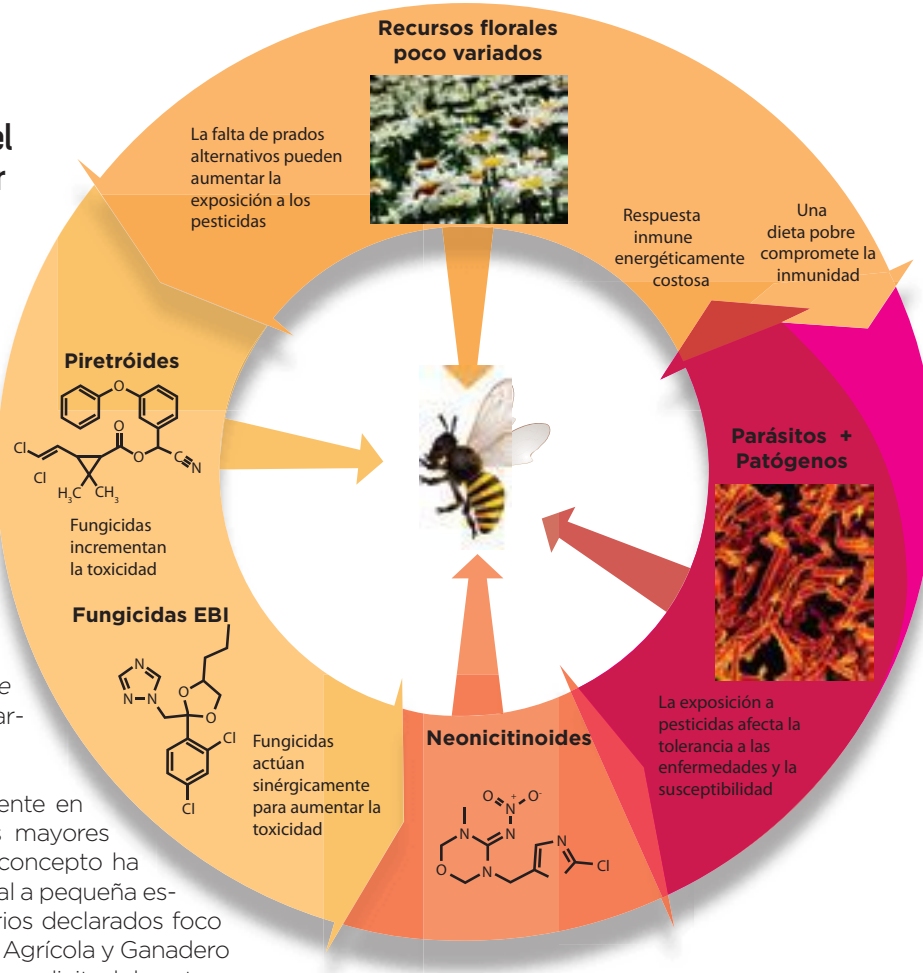 el
r
Recursos florales
poco variados
La falta de prados
alternativos pueden
aumentar la
exposición a los
pesticidas
Respuesta
inmune
energéticamente
costosa
Una
dieta pobre
compromete la
inmunidad
Piretróides
O
O
O
Cl
Cl
C≡N
H₃C
CH₃
Fungicidas
incrementan
la toxicidad
Parásitos +
Patógenos
Fungicidas EBI
N
N
N
O
O
Cl
Cl
Fungicidas
actúan
sinérgicamente
para aumentar la
toxicidad
Neonicitinoides
O
N⁺
O⁻
N
N
N
O
N
Cl
La exposición a
pesticidas afecta la
tolerancia a las
enfermedades y la
susceptibilidad
e
ar-
ente en
s mayores
concepto ha
al a pequeña es-
rios declarados foco
Agrícola y Ganadero